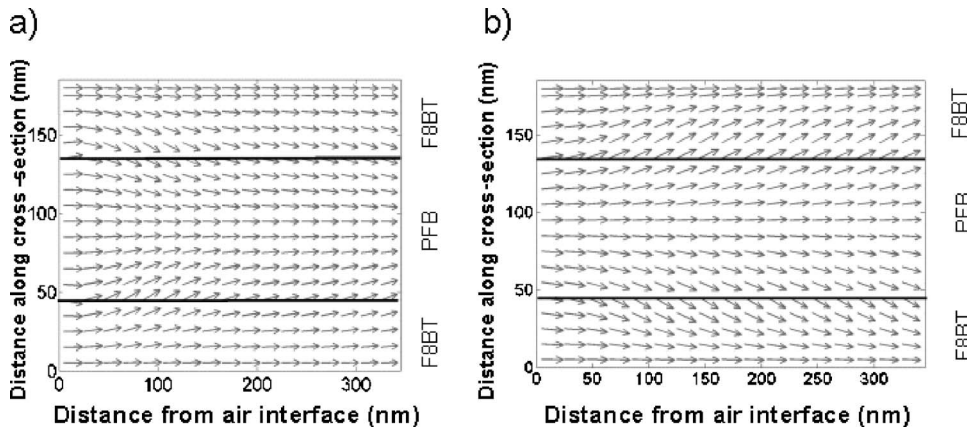 a)
Distance along cross -section (nm)
150
100
50
0
0
100
200
300
Distance from air interface (nm)
F8BT
PFB
F8BT
b)
Distance along cross-section (nm)
150
100
50
0
0
50
100
150
200
250
300
Distance from air interface (nm)
F8BT
PFB
F8BT